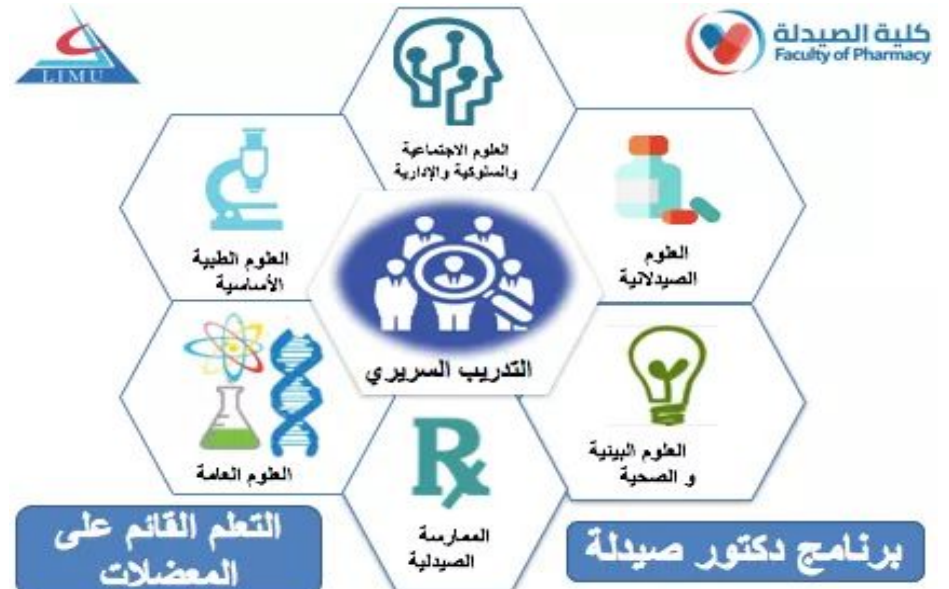 LIMU
كلية الصيدلة
Faculty of Pharmacy
العلوم الاجتماعية
والسلوكية والإدارية
العلوم الطبية
الأساسية
العلوم
الصيدلانية
التدريب السريري
العلوم العامة
العلوم البينية
و الصحية
الممارسة
الصيدلية
التعلم القائم على
المعضلات
برنامج دكتور صيدلة